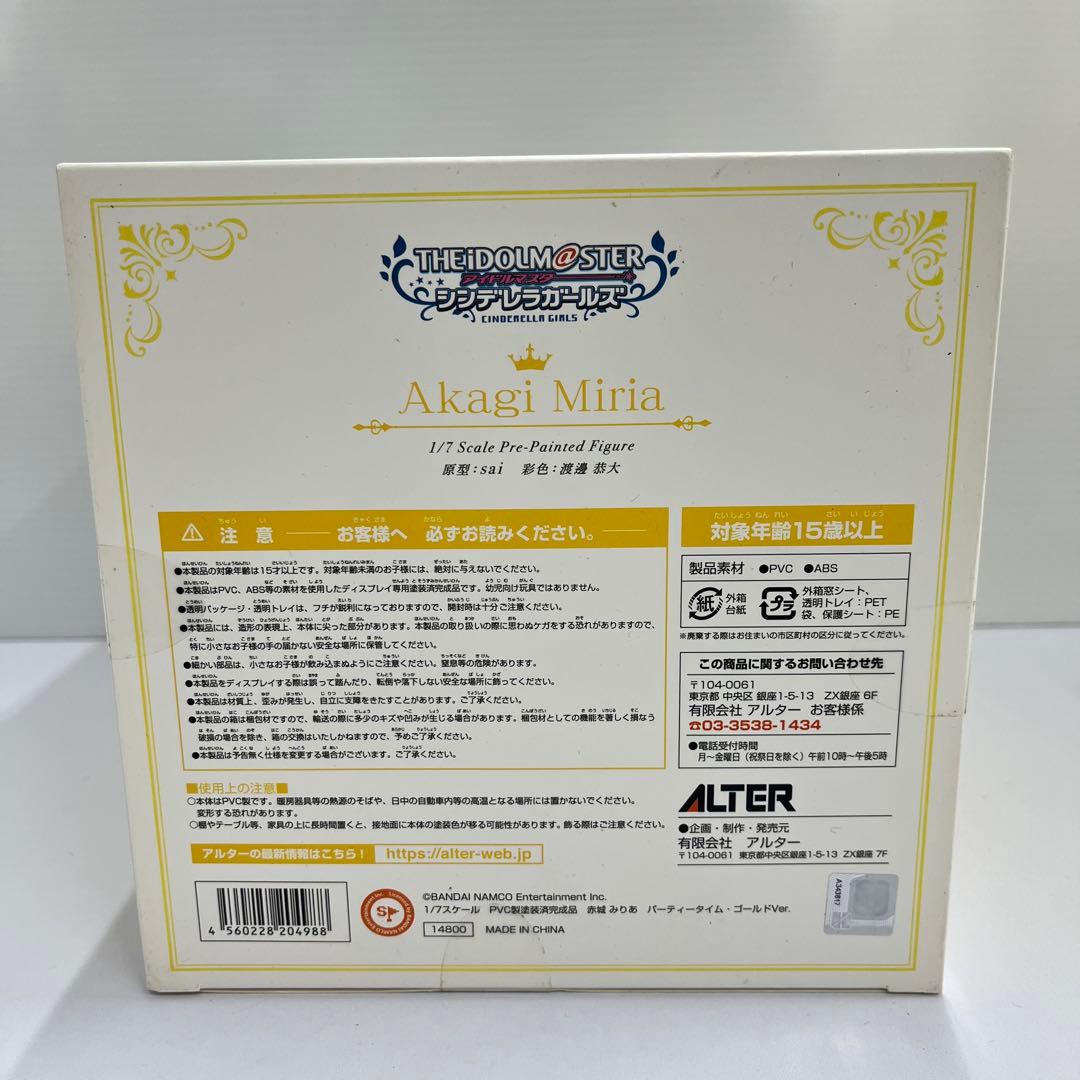 THE iDOLM@STER
アイドルマスター
シンデレラガールズ
CINDERELLA GIRLS
Akagi Miria
1/7 Scale Pre-Painted Figure
原型：sai 彩色：渡邊 恭大
⚠ 注意 お客様へ 必ずお読みください。
●本製品の対象年齢は15才以上です。対象年齢未満のお子様には、絶対に与えないでください。
●本製品はPVC、ABS等の素材を使用したディスプレイ専用塗装済完成品です。幼児向け玩具ではありません。
●透明パッケージ・透明トレイは、フチが鋭利になっておりますので、開封時は十分ご注意ください。
●本製品には、造形の表現上、本体に尖った部分があります。本製品の取り扱いの際に思わぬケガをする恐れがありますので、
特に小さなお子様の手の届かない安全な場所に保管してください。
●細かい部品は、小さなお子様が飲み込まぬようにご注意ください。窒息等の危険があります。
●本製品をディスプレイする際は誤って踏んだり、転倒や落下しない安全な場所に飾ってください。
●本製品は材質上、歪みが発生し、自立に支障をきたすことがあります。ご了承ください。
●本製品の箱は梱包材ですので、輸送の際に多少のキズや凹みが生じる場合があります。梱包材としての機能を著しく損なう
破損の場合を除き、箱の交換はいたしかねますので、予めご了承ください。
●本製品は予告無く仕様を変更する場合がございます。ご了承ください。
■使用上の注意■
○本体はPVC製です。暖房器具等の熱源のそばや、日中の自動車内等の高温となる場所には置かないでください。
変形する恐れがあります。
○棚やテーブル等、家具の上に長時間置くと、接地面に本体の塗装色が移る可能性があります。飾る際はご注意ください。
アルターの最新情報はこちら！ https://alter-web.jp
対象年齢15歳以上
製品素材 ●PVC ●ABS
紙 外箱 台紙
プラ 外箱窓シート、
透明トレイ：PET
袋、保護シート：PE
※廃棄する際はお住まいの市区町村の区分に従ってください。
この商品に関するお問い合わせ先
〒104-0061
東京都 中央区 銀座1-5-13 ZX銀座 6F
有限会社 アルター お客様係
☎03-3538-1434
●電話受付時間
月〜金曜日（祝祭日を除く）午前10時〜午後5時
ALTER
●企画・制作・発売元
有限会社 アルター
〒104-0061 東京都中央区銀座1-5-13 ZX銀座 7F
4 560228 204988
SP
Licensed by BANDAI NAMCO Entertainment Inc.
©BANDAI NAMCO Entertainment Inc.
1/7スケール PVC製塗装済完成品 赤城 みりあ パーティータイム・ゴールドVer.
14800 MADE IN CHINA
A343817